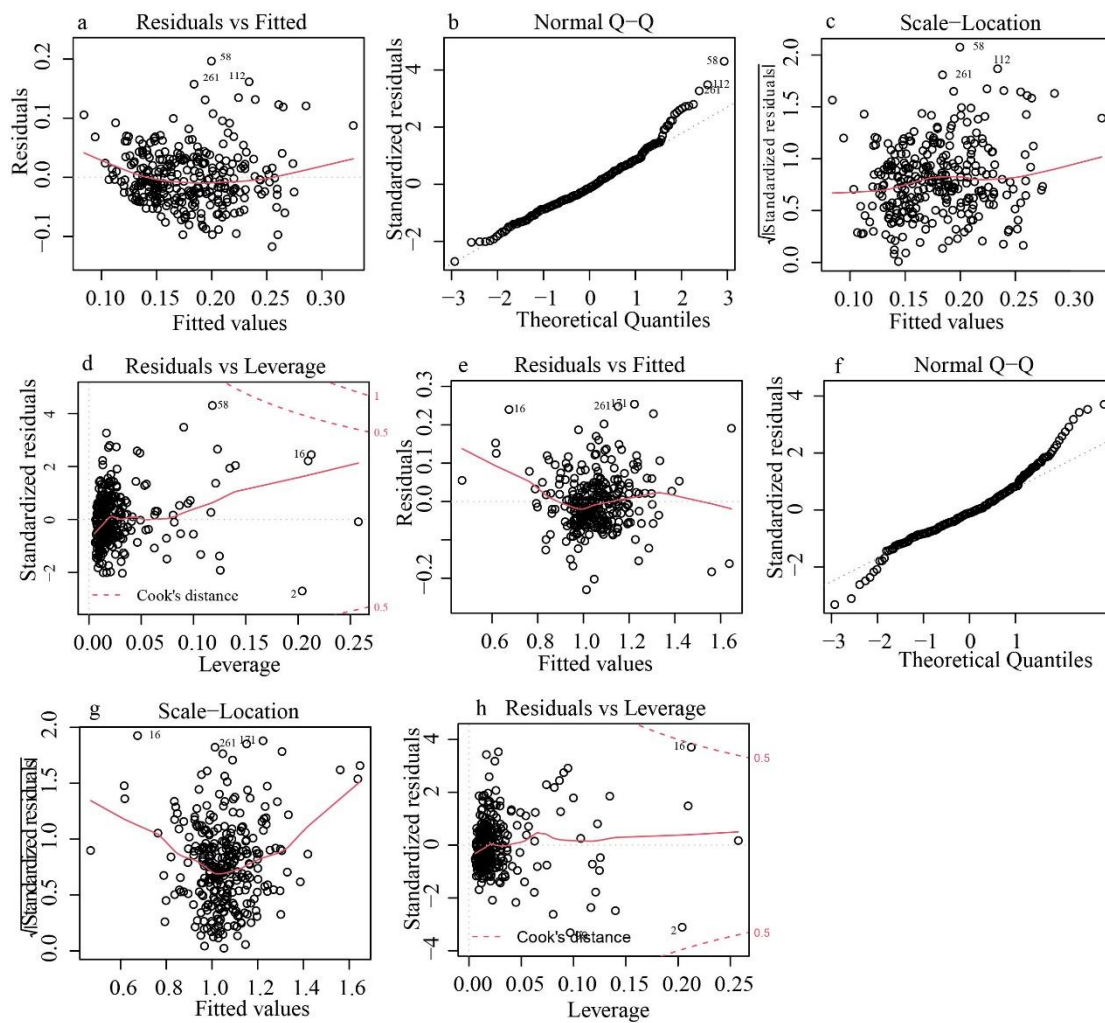 a Residuals vs Fitted
Residuals
0.2
0.1
0.0
−0.1
58
261
112
0.10 0.15 0.20 0.25 0.30
Fitted values
b Normal Q−Q
Standardized residuals
4
2
0
−2
58
112
261
−3 −2 −1 0 1 2 3
Theoretical Quantiles
c Scale−Location
√|Standardized residuals|
2.0
1.5
1.0
0.5
0.0
58
261
112
0.10 0.15 0.20 0.25 0.30
Fitted values
d Residuals vs Leverage
Standardized residuals
4
2
0
−2
58
16
2
1
0.5
0.5
Cook's distance
0.00 0.05 0.10 0.15 0.20 0.25
Leverage
e Residuals vs Fitted
Residuals
0.3
0.2
0.1
0.0
−0.2
16
261
171
0.6 0.8 1.0 1.2 1.4 1.6
Fitted values
f Normal Q−Q
Standardized residuals
4
2
0
−2
−3 −2 −1 0 1
Theoretical Quantiles
g Scale−Location
√|Standardized residuals|
2.0
1.5
1.0
0.5
0.0
16
261
171
0.6 0.8 1.0 1.2 1.4 1.6
Fitted values
h Residuals vs Leverage
Standardized residuals
4
2
0
−2
−4
16
2
0.5
0.5
Cook's distance
0.00 0.05 0.10 0.15 0.20 0.25
Leverage